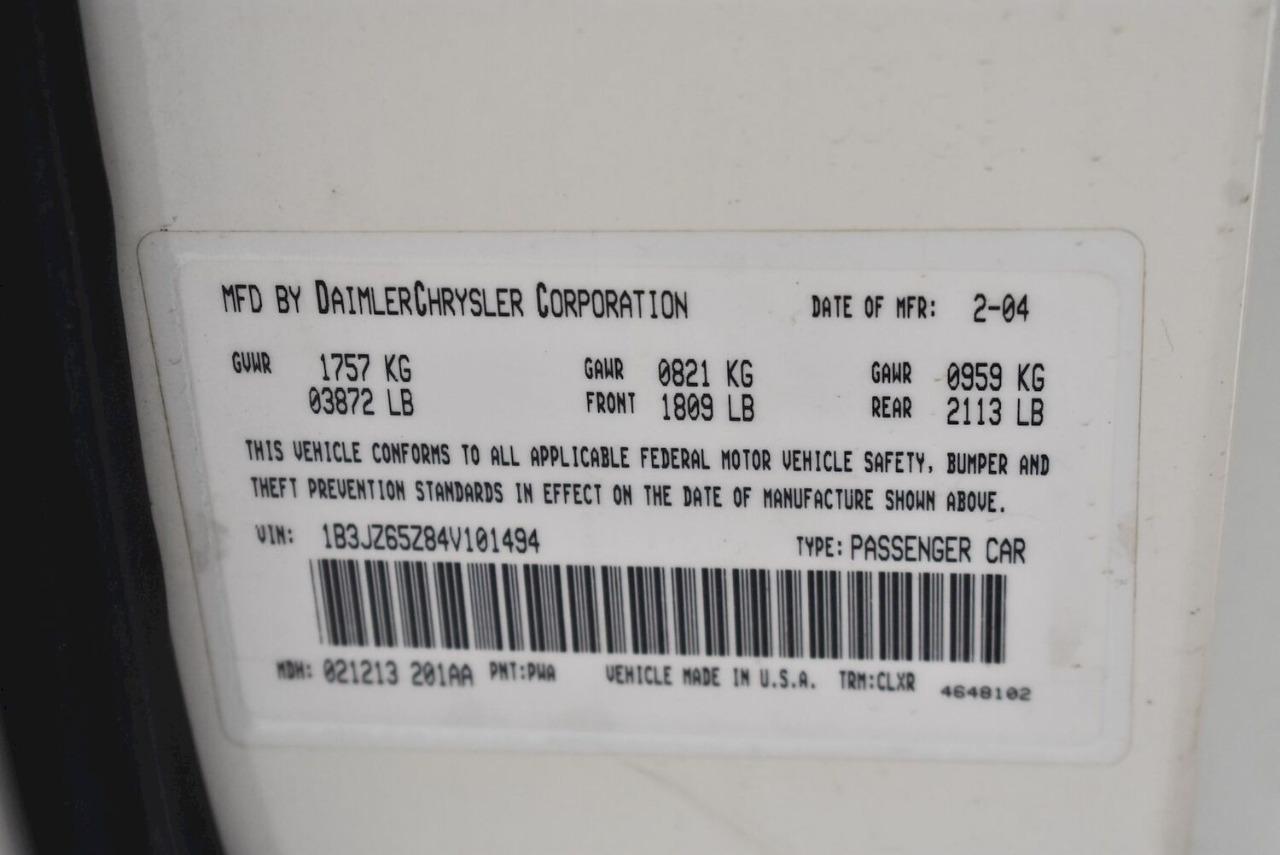 MFD BY DAIMLERCHRYSLER CORPORATION DATE OF MFR: 2-04
GVWR 1757 KG GAWR 0821 KG GAWR 0959 KG
03872 LB FRONT 1809 LB REAR 2113 LB
THIS VEHICLE CONFORMS TO ALL APPLICABLE FEDERAL MOTOR VEHICLE SAFETY, BUMPER AND
THEFT PREVENTION STANDARDS IN EFFECT ON THE DATE OF MANUFACTURE SHOWN ABOVE.
VIN: 1B3JZ65Z84V101494 TYPE: PASSENGER CAR
MDH: 021213 201AA PNT:PWA VEHICLE MADE IN U.S.A. TRM:CLXR 4648102